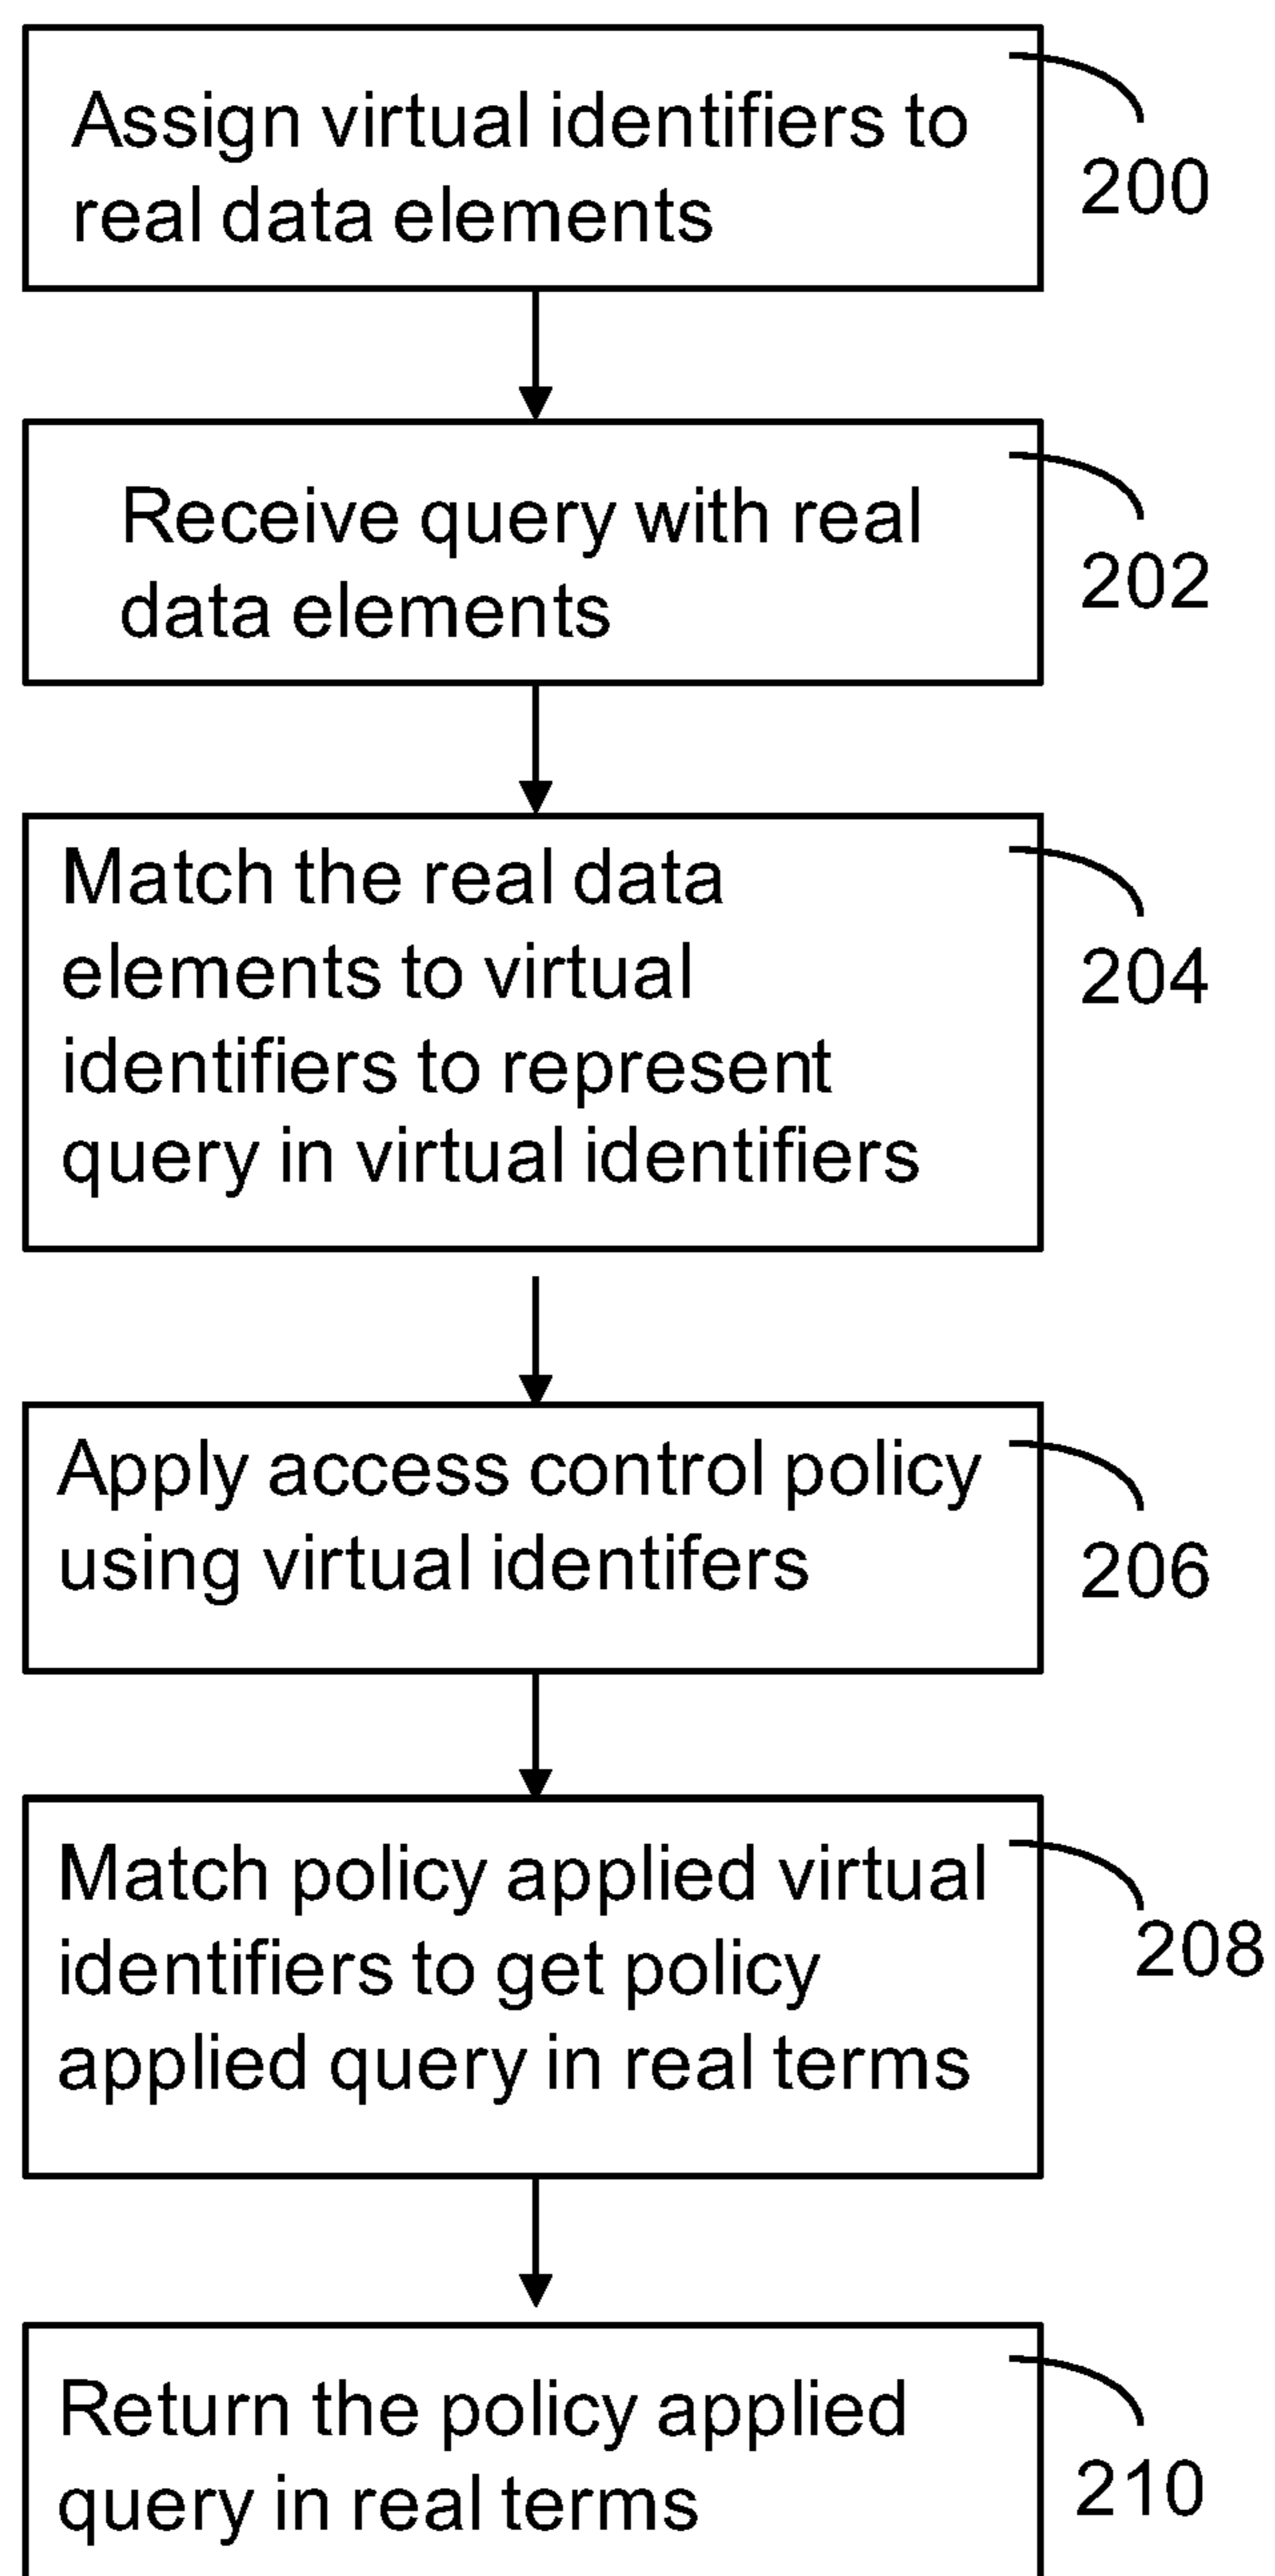 Assign virtual identifiers to
real data elements
200
Receive query with real
data elements
202
Match the real data
elements to virtual
identifiers to represent
query in virtual identifiers
204
Apply access control policy
using virtual identifers
206
Match policy applied virtual
identifiers to get policy
applied query in real terms
208
Return the policy applied
query in real terms
210